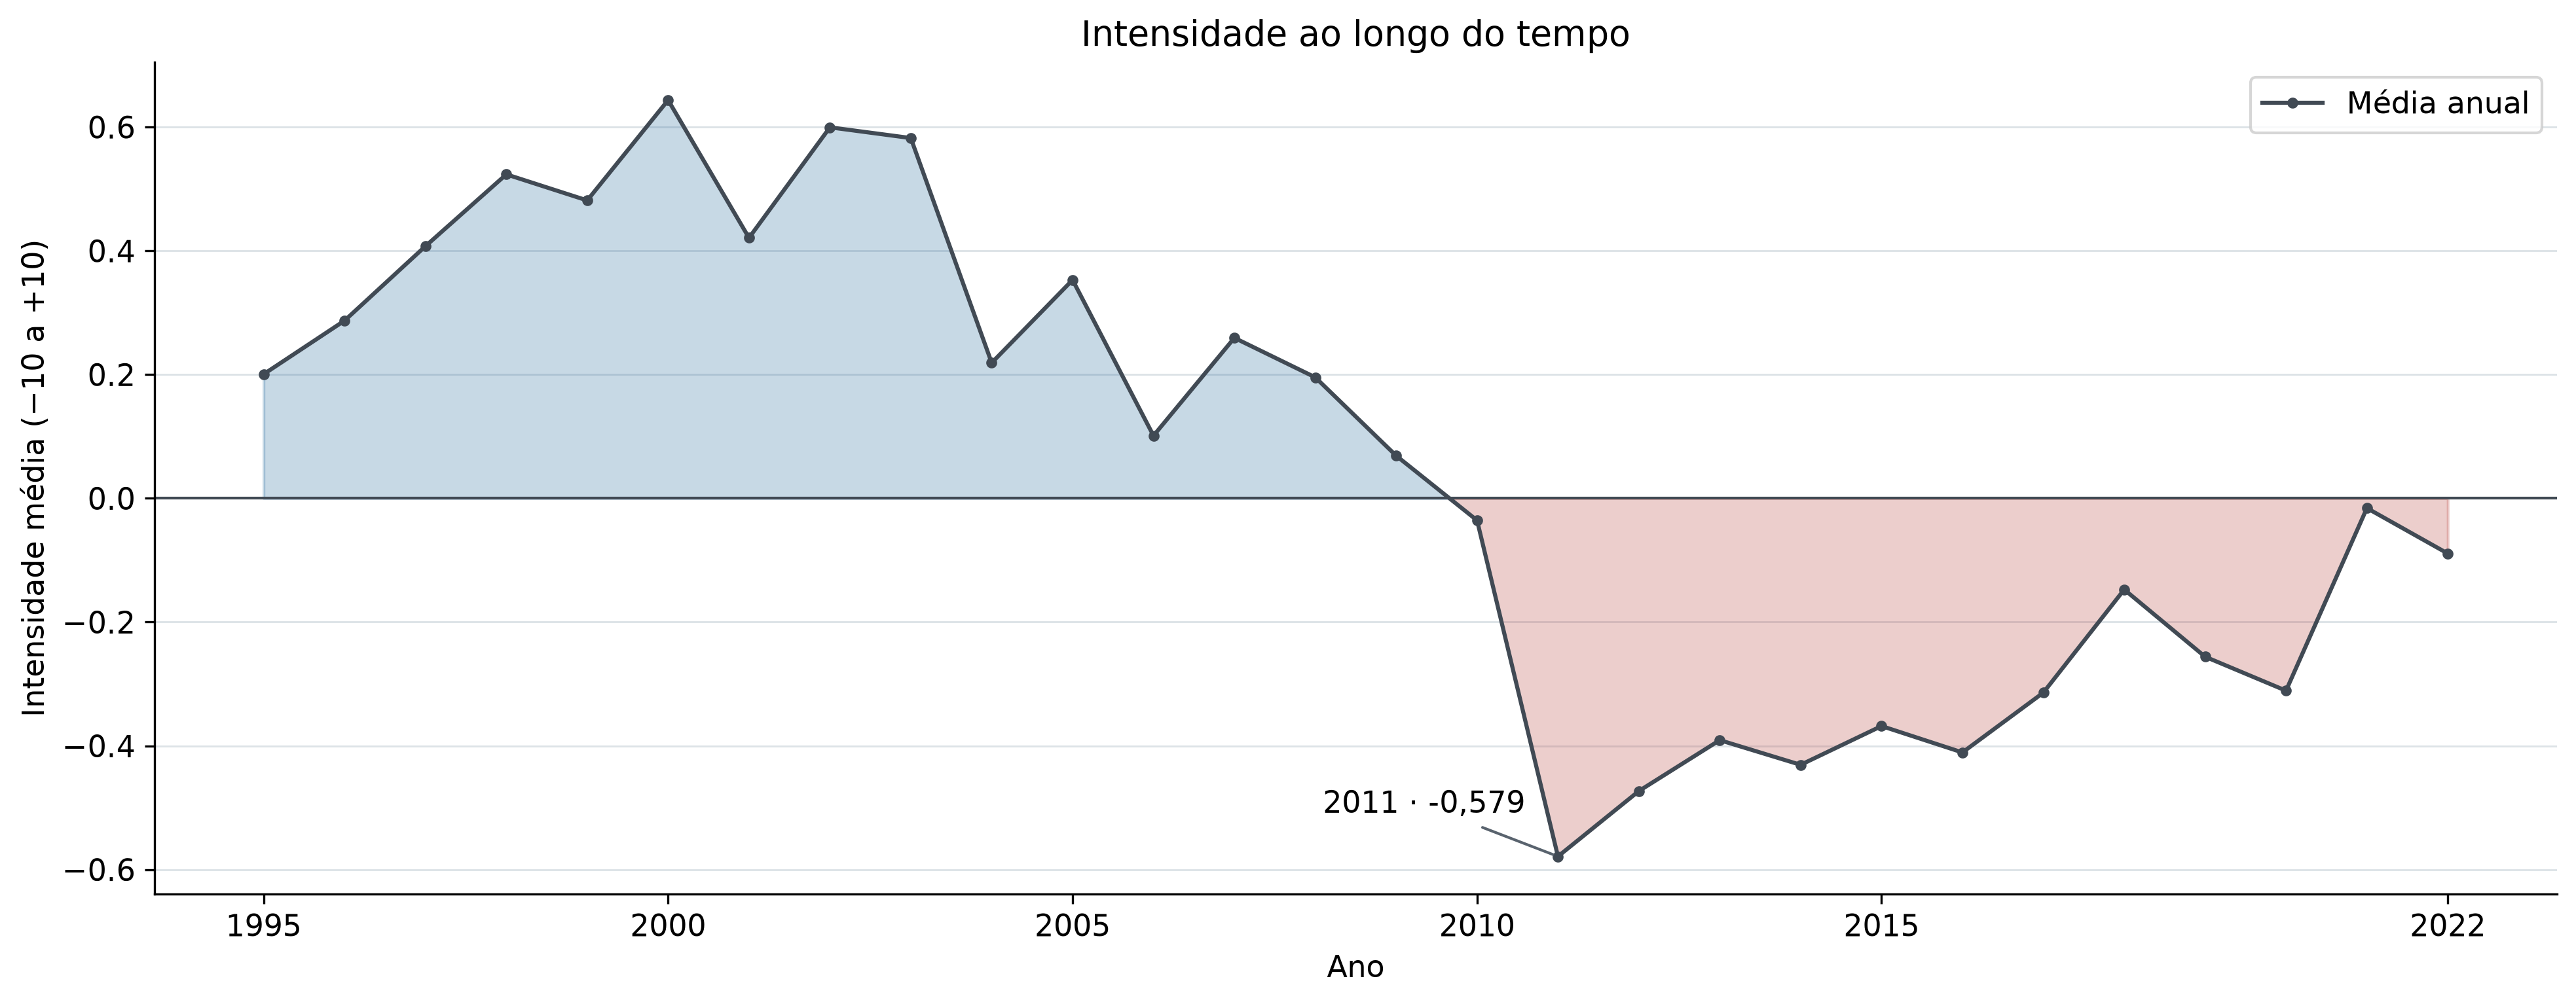 Intensidade ao longo do tempo
Média anual
Intensidade média (−10 a +10)
0.6
0.4
0.2
0.0
−0.2
−0.4
−0.6
2011 · -0,579
1995 2000 2005 2010 2015 2022
Ano